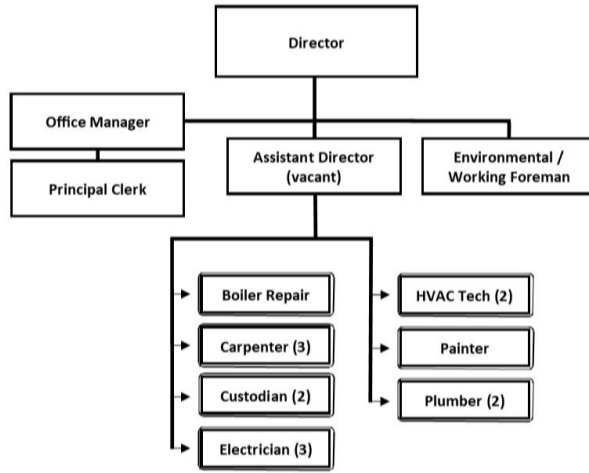 Director
Office Manager
Assistant Director
(vacant)
Environmental /
Working Foreman
Principal Clerk
Boiler Repair
HVAC Tech (2)
Carpenter (3)
Painter
Custodian (2)
Plumber (2)
Electrician (3)